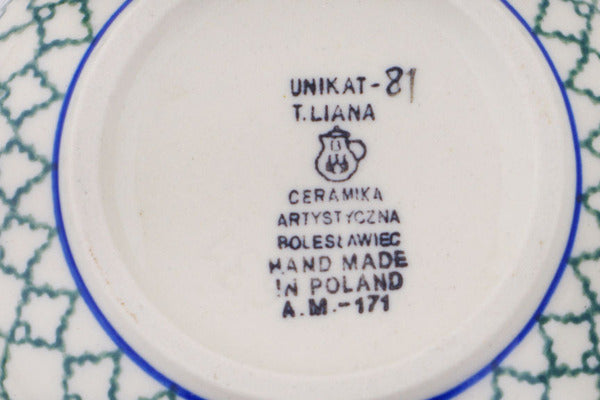 UNIKAT-81
T.LIANA
CERAMIKA
ARTYSTYCZNA
BOLESŁAWIEC
HAND MADE
IN POLAND
A.M.-171